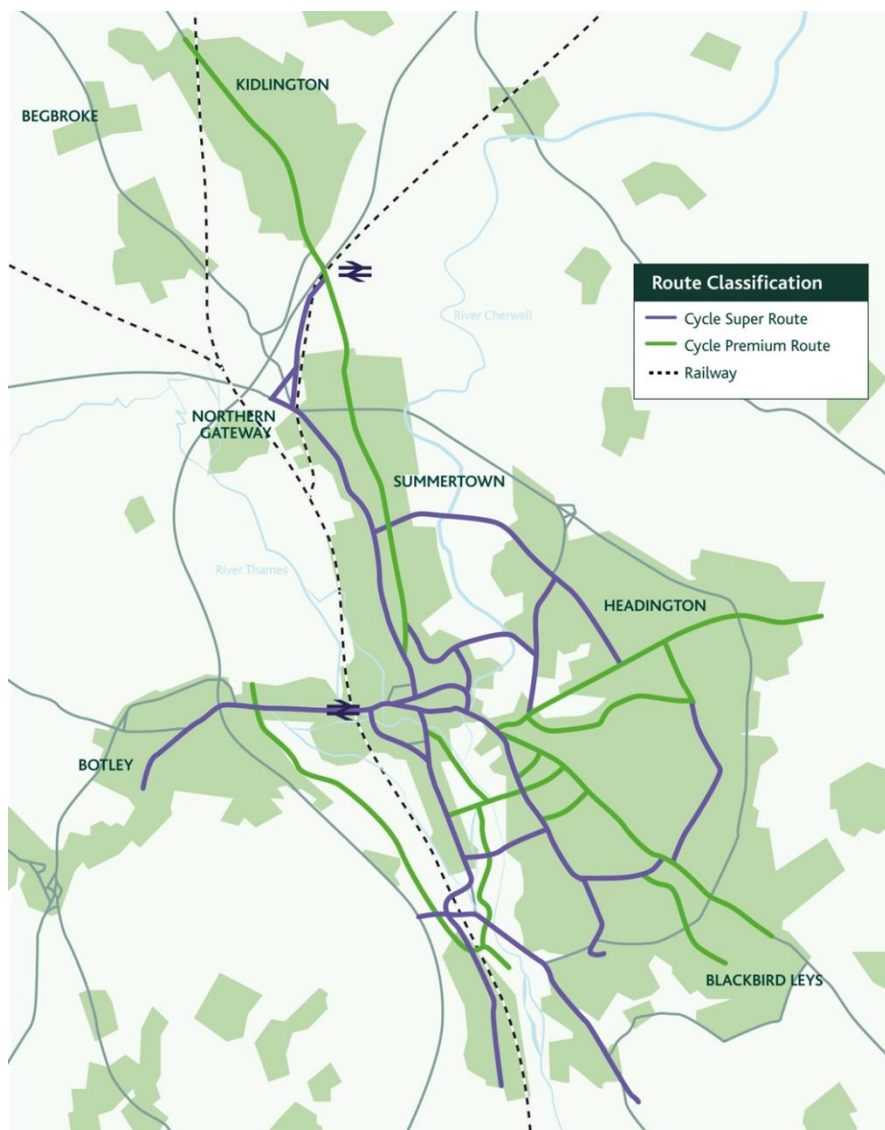 KIDLINGTON
BEGBROKE
Route Classification
Cycle Super Route
Cycle Premium Route
Railway
River Cherwell
NORTHERN
GATEWAY
SUMMERTOWN
River Thames
HEADINGTON
BOTLEY
BLACKBIRD LEYS